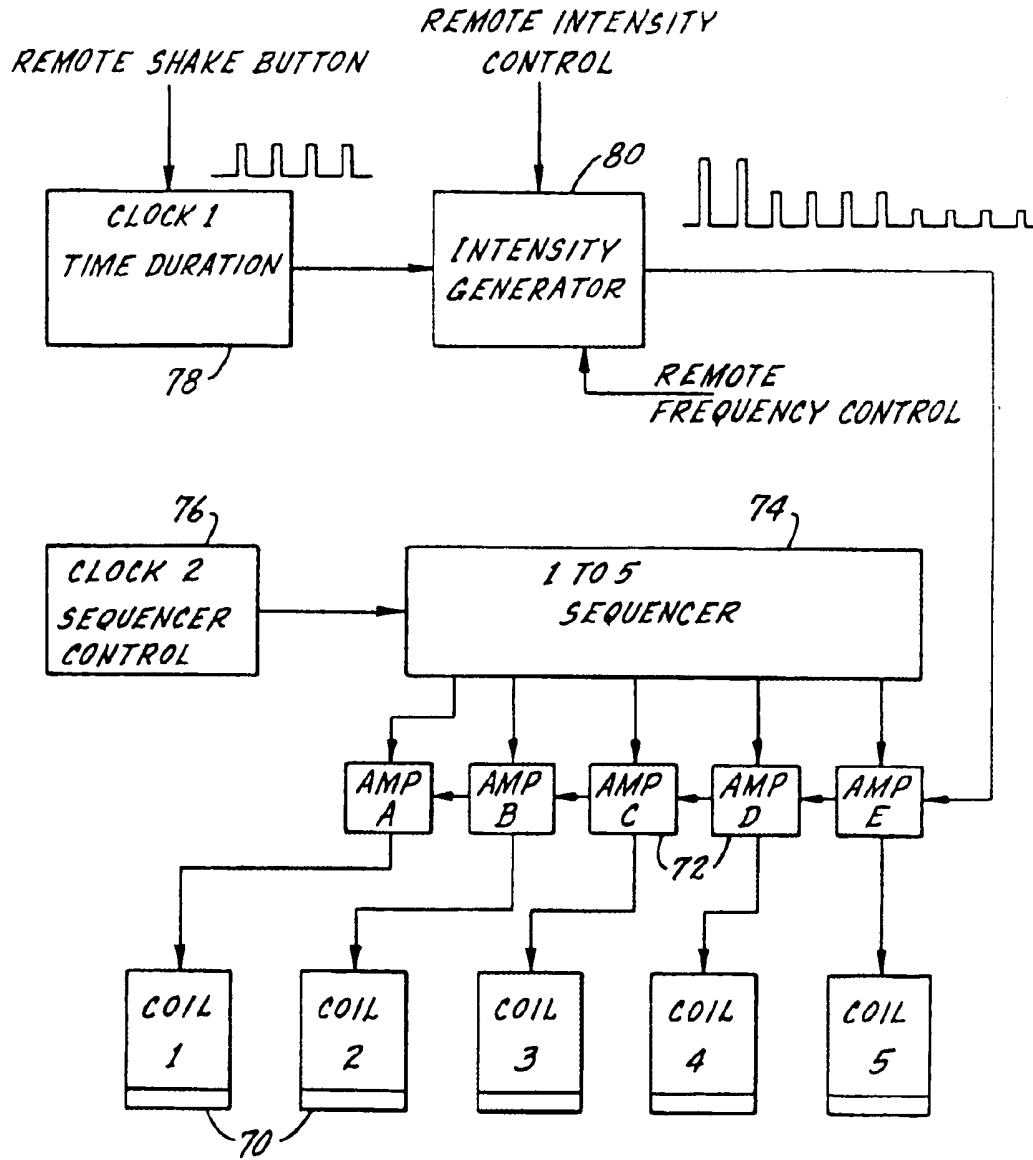 REMOTE SHAKE BUTTON
REMOTE INTENSITY
CONTROL
CLOCK 1
TIME DURATION
78
80
INTENSITY
GENERATOR
REMOTE
FREQUENCY CONTROL
76
CLOCK 2
SEQUENCER
CONTROL
74
1 TO 5
SEQUENCER
AMP
A
AMP
B
AMP
C
AMP
D
AMP
E
72
COIL
1
COIL
2
COIL
3
COIL
4
COIL
5
70